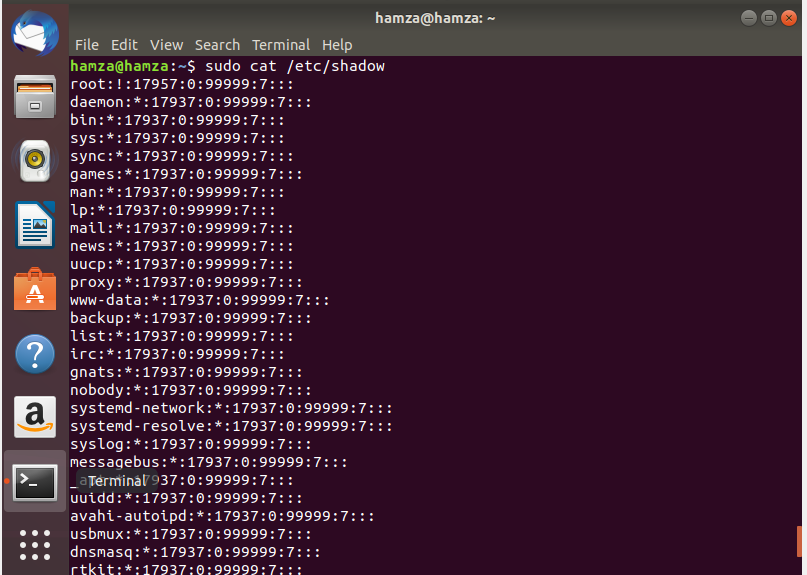 hamza@hamza: ~
File Edit View Search Terminal Help
hamza@hamza:~$ sudo cat /etc/shadow
root:!:17957:0:99999:7:::
daemon:*:17937:0:99999:7:::
bin:*:17937:0:99999:7:::
sys:*:17937:0:99999:7:::
sync:*:17937:0:99999:7:::
games:*:17937:0:99999:7:::
man:*:17937:0:99999:7:::
lp:*:17937:0:99999:7:::
mail:*:17937:0:99999:7:::
news:*:17937:0:99999:7:::
uucp:*:17937:0:99999:7:::
proxy:*:17937:0:99999:7:::
www-data:*:17937:0:99999:7:::
backup:*:17937:0:99999:7:::
list:*:17937:0:99999:7:::
irc:*:17937:0:99999:7:::
gnats:*:17937:0:99999:7:::
nobody:*:17937:0:99999:7:::
systemd-network:*:17937:0:99999:7:::
systemd-resolve:*:17937:0:99999:7:::
syslog:*:17937:0:99999:7:::
messagebus:*:17937:0:99999:7:::
Terminal
37:0:99999:7:::
uuidd:*:17937:0:99999:7:::
avahi-autoipd:*:17937:0:99999:7:::
usbmux:*:17937:0:99999:7:::
dnsmasq:*:17937:0:99999:7:::
rtkit:*:17937:0:99999:7:::